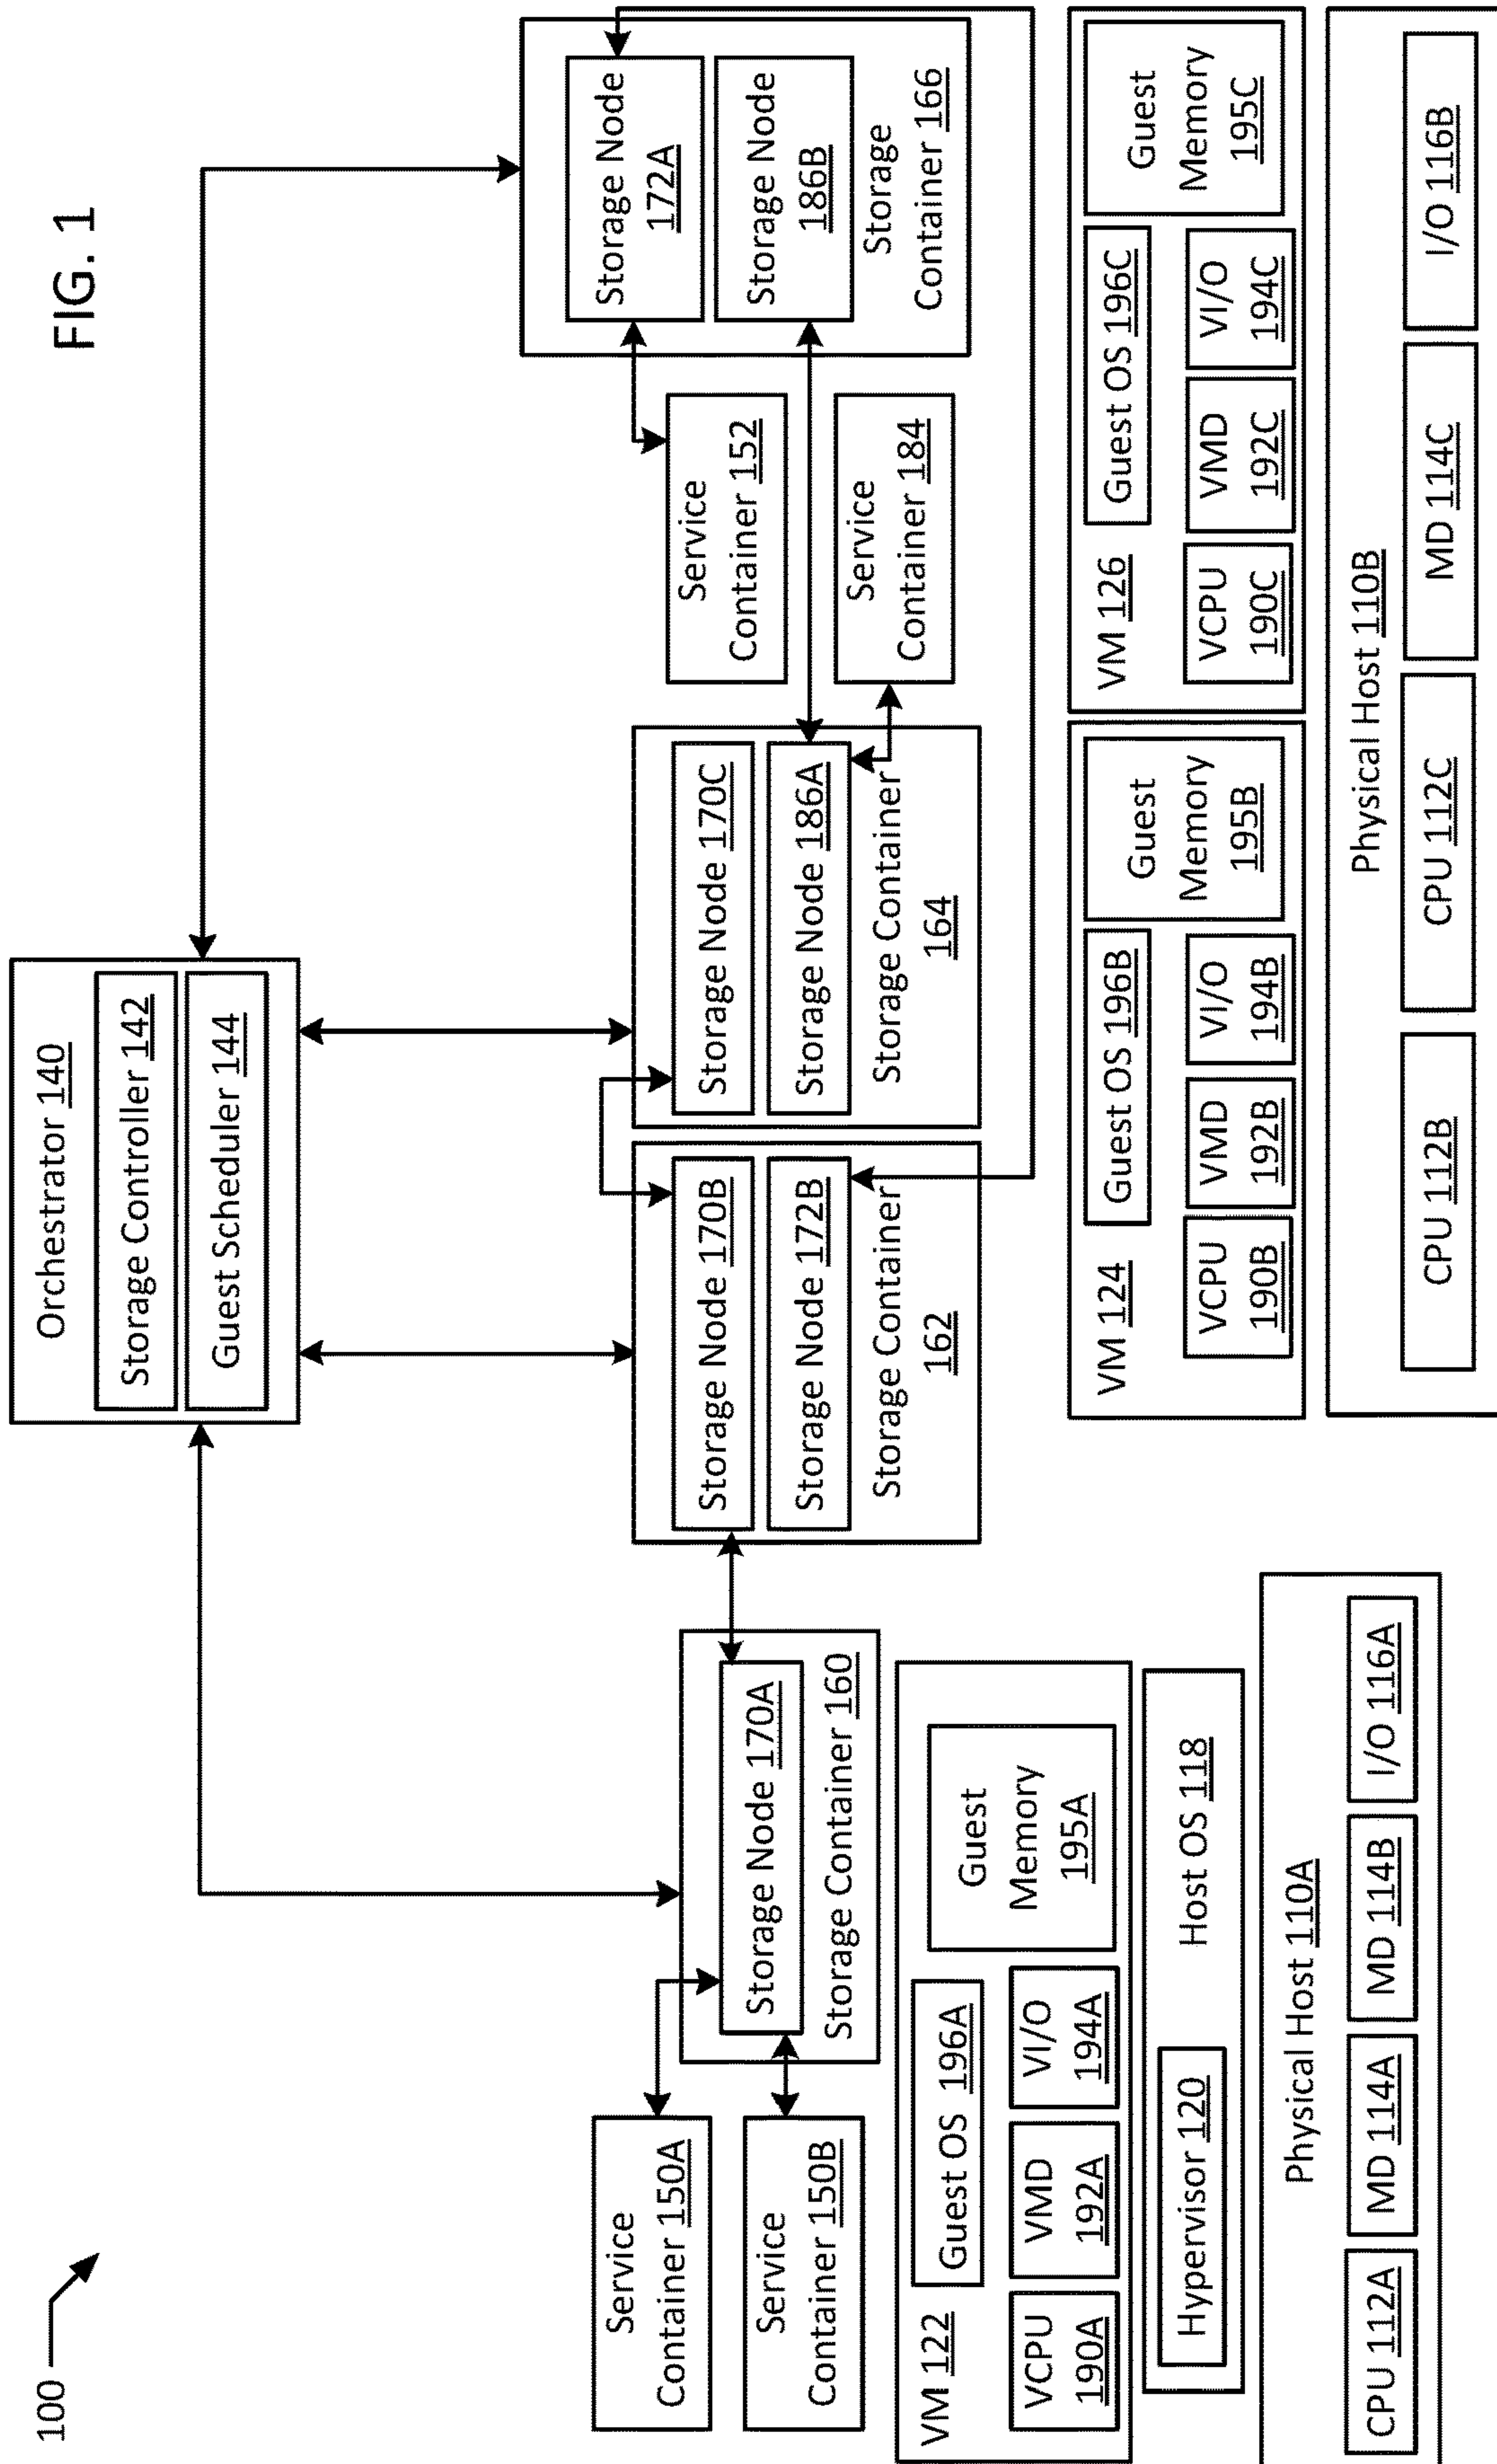 100
FIG. 1
Orchestrator 140
Storage Controller 142
Guest Scheduler 144
Service
Container 150A
Service
Container 150B
Storage Node 170A
Storage Container 160
Storage Node 170B
Storage Node 172B
Storage Container
162
Storage Node 170C
Storage Node 186A
Storage Container
164
Service
Container 152
Service
Container 184
Storage Node
172A
Storage Node
186B
Storage
Container 166
VM 122
Guest OS 196A
VCPU
190A
VMD
192A
VI/O
194A
Guest
Memory
195A
Hypervisor 120
Host OS 118
Physical Host 110A
CPU 112A
MD 114A
MD 114B
I/O 116A
VM 124
Guest OS 196B
VCPU
190B
VMD
192B
VI/O
194B
Guest
Memory
195B
VM 126
Guest OS 196C
VCPU
190C
VMD
192C
VI/O
194C
Guest
Memory
195C
Physical Host 110B
CPU 112B
CPU 112C
MD 114C
I/O 116B